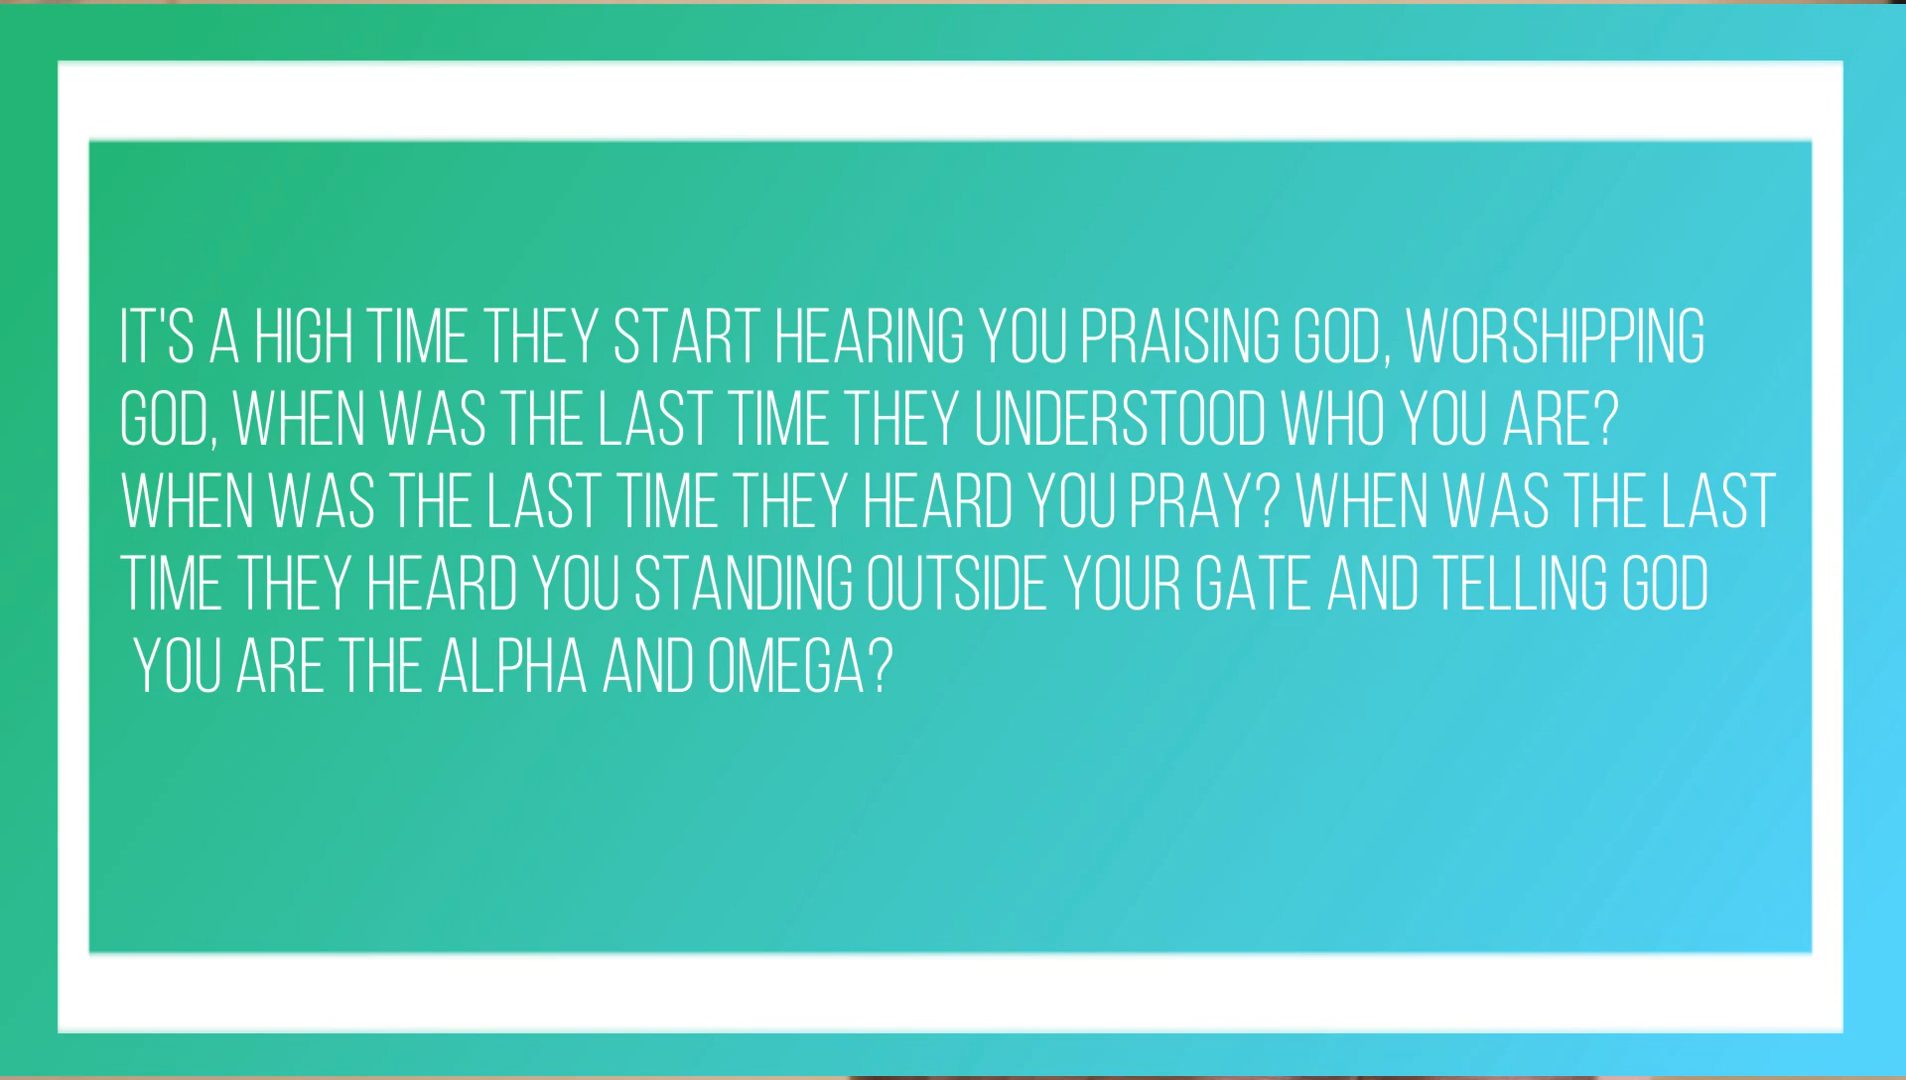 IT'S A HIGH TIME THEY START HEARING YOU PRAISING GOD, WORSHIPPING
GOD, WHEN WAS THE LAST TIME THEY UNDERSTOOD WHO YOU ARE?
WHEN WAS THE LAST TIME THEY HEARD YOU PRAY? WHEN WAS THE LAST
TIME THEY HEARD YOU STANDING OUTSIDE YOUR GATE AND TELLING GOD
YOU ARE THE ALPHA AND OMEGA?